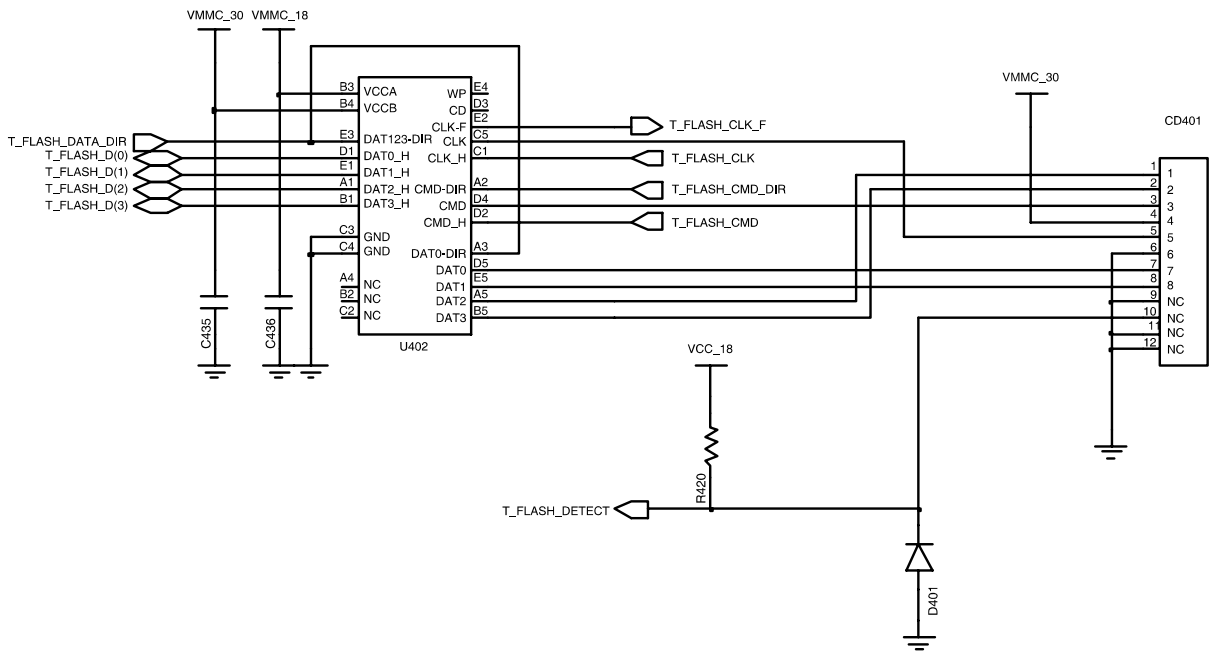 VMMC_30 VMMC_18
VMMC_30
CD401
B3 VCCA WP E4
B4 VCCB CD D3
CLK-F E2 T_FLASH_CLK_F
T_FLASH_DATA_DIR E3 DAT123-DIR CLK C5
T_FLASH_D(0) D1 DAT0_H CLK_H C1 T_FLASH_CLK
T_FLASH_D(1) E1 DAT1_H
T_FLASH_D(2) A1 DAT2_H CMD-DIR A2 T_FLASH_CMD_DIR
T_FLASH_D(3) B1 DAT3_H CMD D4
CMD_H D2 T_FLASH_CMD
C3 GND
C4 GND DAT0-DIR A3
DAT0 D5
A4 NC DAT1 E5
B2 NC DAT2 A5
C2 NC DAT3 B5
U402
C435
C436
1 1
2 2
3 3
4 4
5 5
6 6
7 7
8 8
9 NC
10 NC
11 NC
12 NC
VCC_18
R420
T_FLASH_DETECT
D401